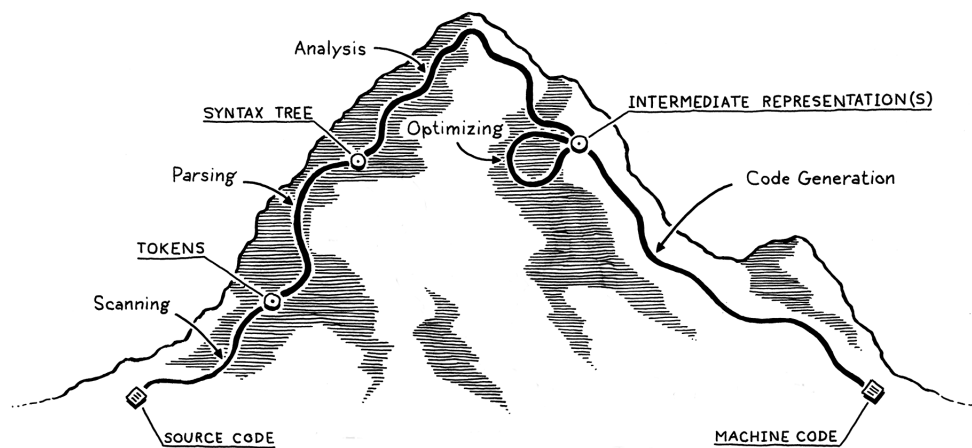 Analysis
SYNTAX TREE
Parsing
TOKENS
Scanning
SOURCE CODE
Optimizing
INTERMEDIATE REPRESENTATION(S)
Code Generation
MACHINE CODE